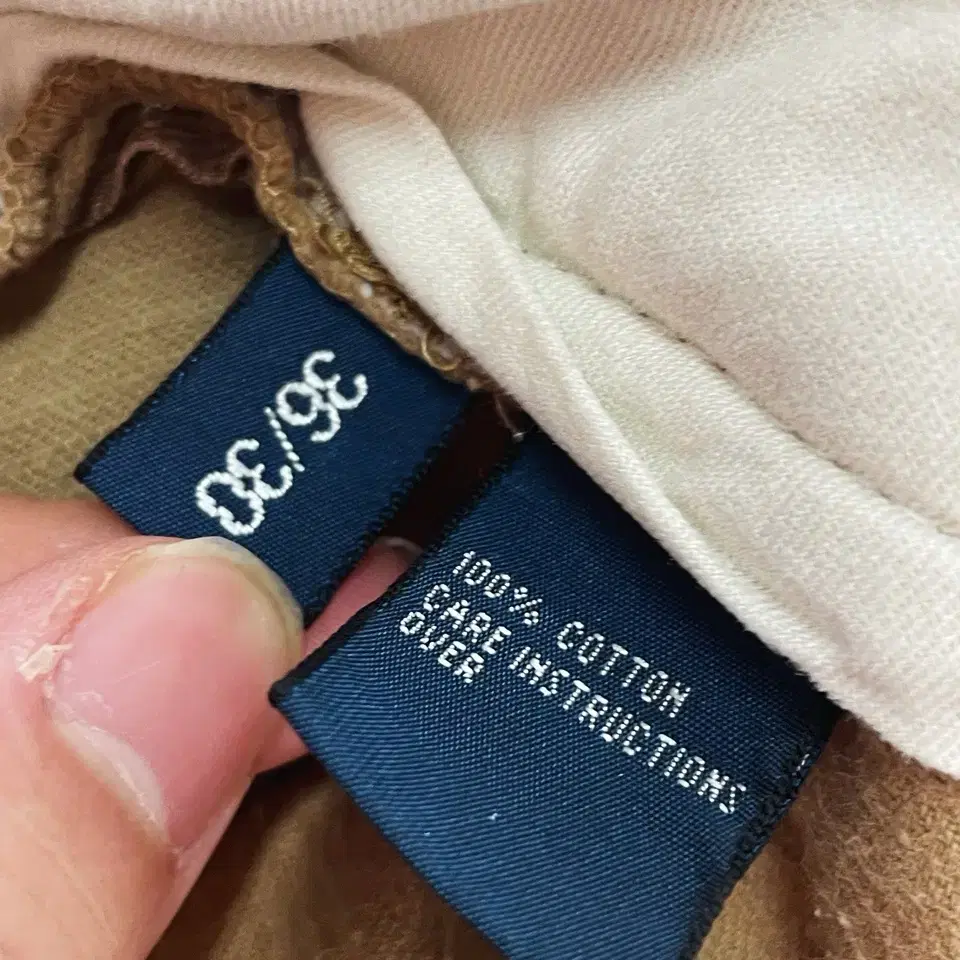 36/30
100% COTTON
CARE INSTRUCTIONS
OVER